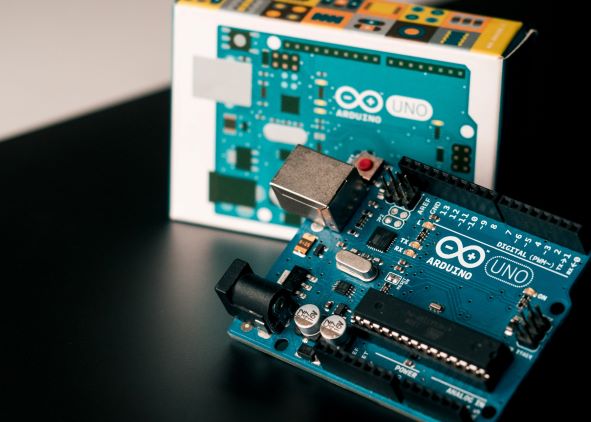 ARDUINO
UNO
AREF
GND
13
12
~11
~10
~9
8
7
~6
~5
4
~3
2
TX→1
RX←0
DIGITAL (PWM~)
TX
RX
ARDUINO
UNO
ON
POWER
ANALOG IN